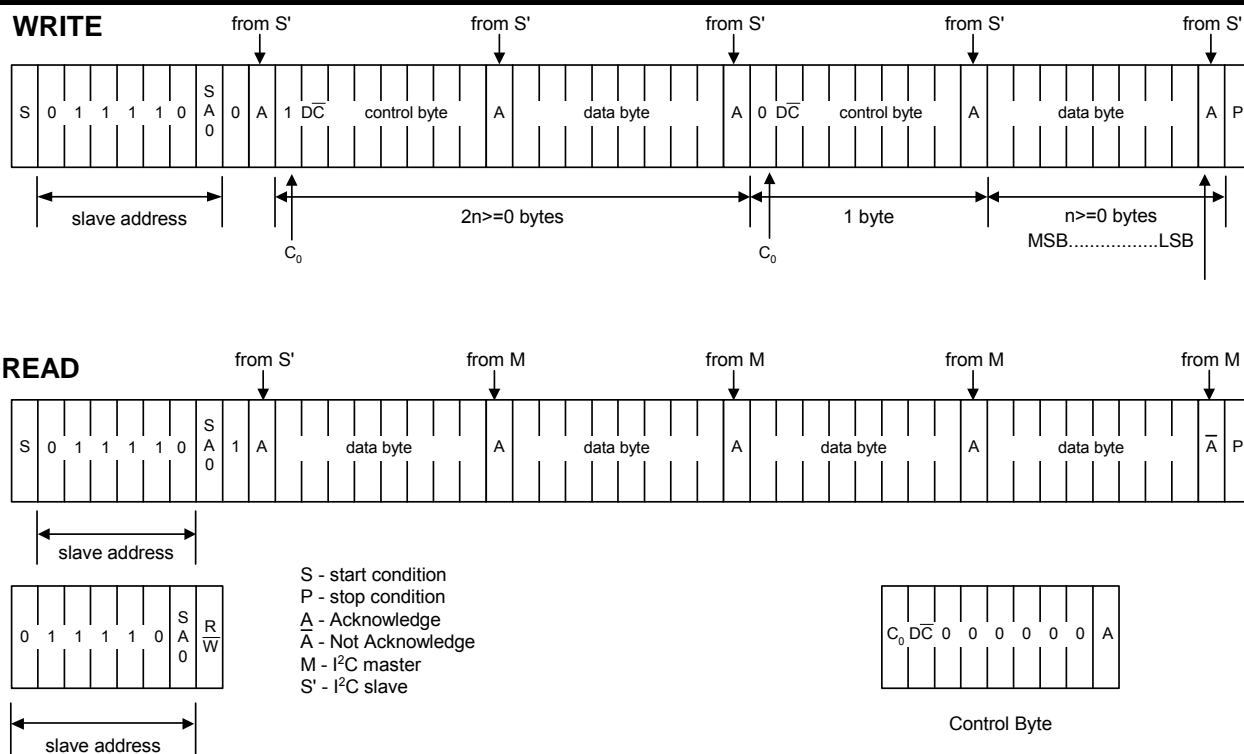 WRITE
from S' from S' from S' from S' from S'
S 0 1 1 1 1 0 SA0 0 A 1 DC̅ control byte A data byte A 0 DC̅ control byte A data byte A P
slave address 2n>=0 bytes 1 byte n>=0 bytes
MSB.................LSB
C₀ C₀
READ
from S' from M from M from M from M
S 0 1 1 1 1 0 SA0 1 A data byte A data byte A data byte A data byte A̅ P
slave address
S - start condition
P - stop condition
A - Acknowledge
A̅ - Not Acknowledge
M - I²C master
S' - I²C slave
0 1 1 1 1 0 SA0 R/W̅
slave address
C₀ DC̅ 0 0 0 0 0 0 A
Control Byte